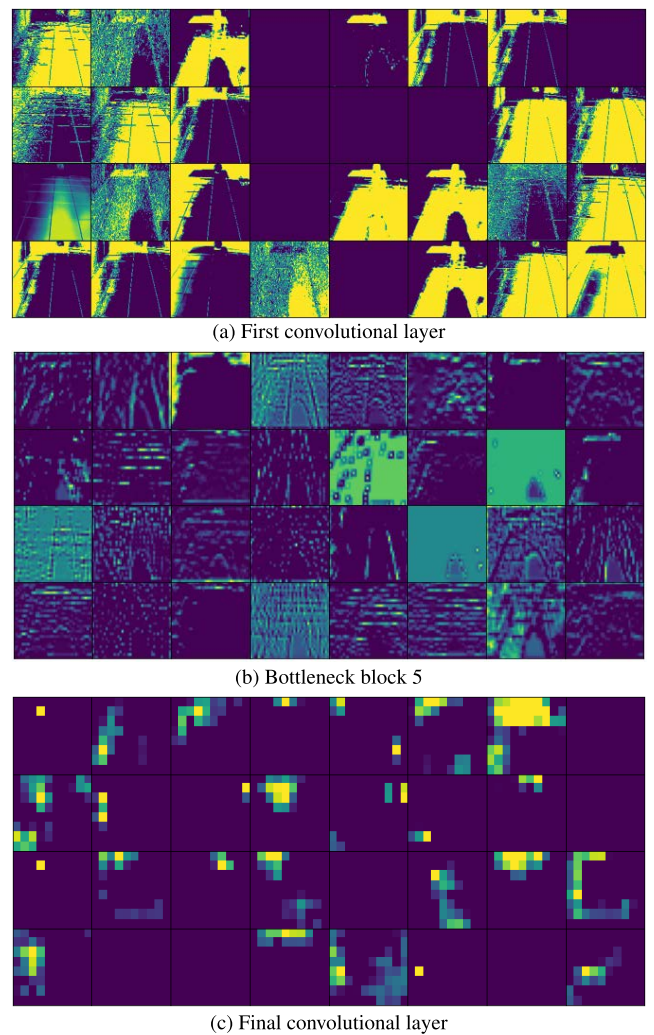 (a) First convolutional layer
(b) Bottleneck block 5
(c) Final convolutional layer